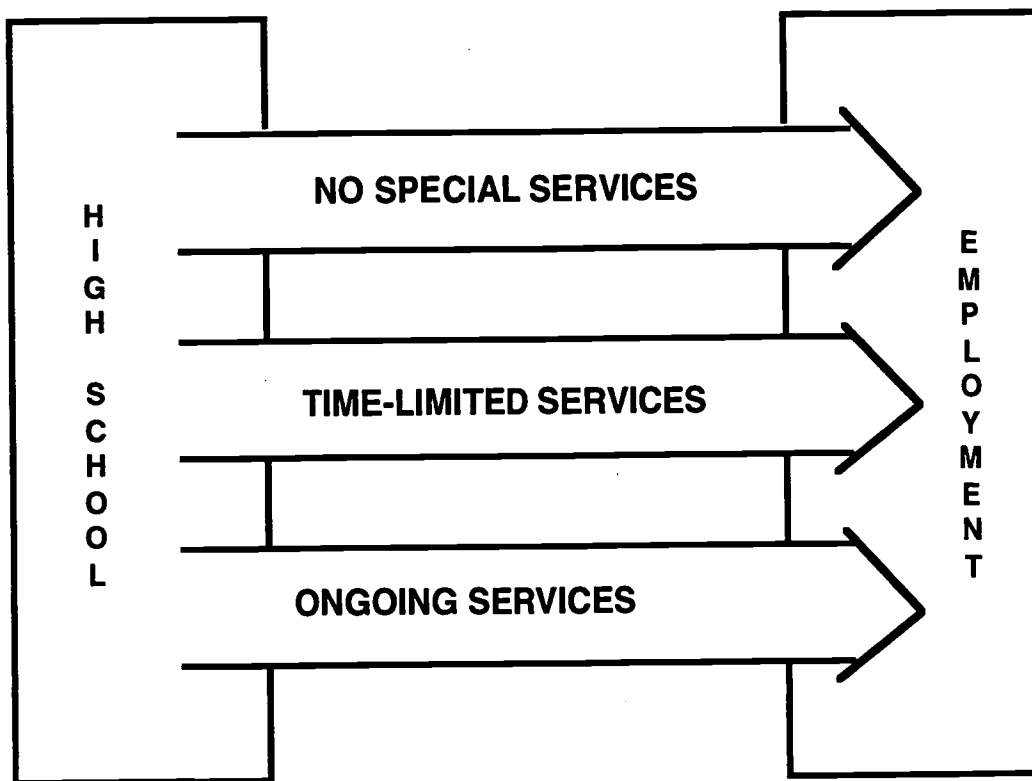 HIGH SCHOOL
NO SPECIAL SERVICES
TIME-LIMITED SERVICES
ONGOING SERVICES
EMPLOYMENT